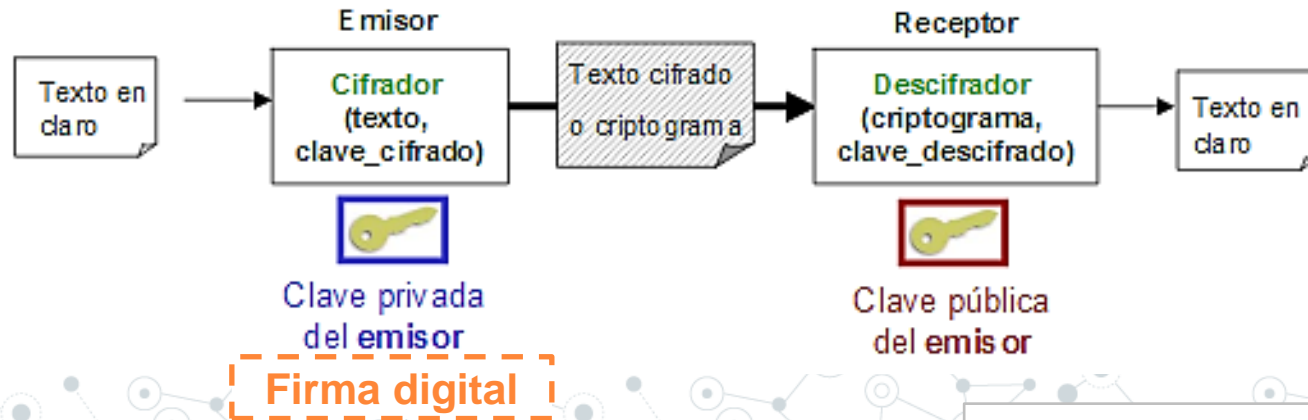 Emisor
Receptor
Texto en
claro
Cifrador
(texto,
clave_cifrado)
Texto cifrado
o criptograma
Descifrador
(criptograma,
clave_descifrado)
Texto en
claro
Clave privada
del emisor
Clave pública
del emisor
Firma digital